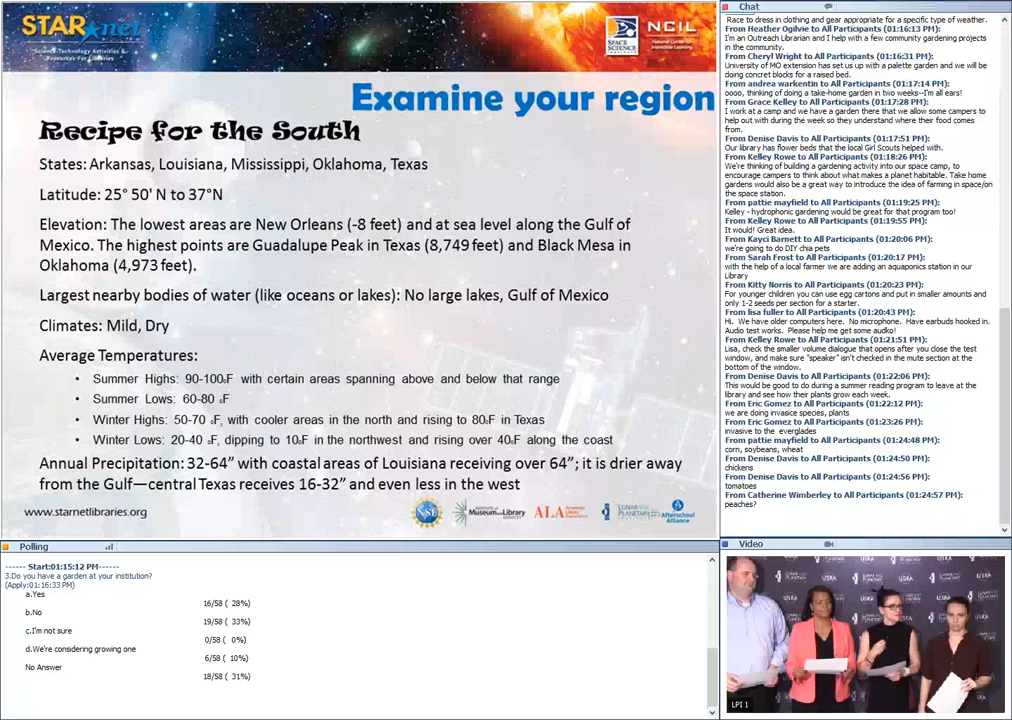 STAR net
Science-Technology Activities &
Resources For Libraries
SPACE
SCIENCE
INSTITUTE
NCIL
National Center for
Interactive Learning
Examine your region
Recipe for the South
States: Arkansas, Louisiana, Mississippi, Oklahoma, Texas
Latitude: 25° 50' N to 37°N
Elevation: The lowest areas are New Orleans (-8 feet) and at sea level along the Gulf of
Mexico. The highest points are Guadalupe Peak in Texas (8,749 feet) and Black Mesa in
Oklahoma (4,973 feet).
Largest nearby bodies of water (like oceans or lakes): No large lakes, Gulf of Mexico
Climates: Mild, Dry
Average Temperatures:
• Summer Highs: 90-100°F with certain areas spanning above and below that range
• Summer Lows: 60-80 °F
• Winter Highs: 50-70 °F, with cooler areas in the north and rising to 80°F in Texas
• Winter Lows: 20-40 °F, dipping to 10°F in the northwest and rising over 40°F along the coast
Annual Precipitation: 32-64” with coastal areas of Louisiana receiving over 64”; it is drier away
from the Gulf—central Texas receives 16-32” and even less in the west
www.starnetlibraries.org
NSF
INSTITUTE of
Museum and Library
SERVICES
ALA American
Library
Association
LUNAR AND
PLANETARY
Afterschool
Alliance
Polling
------ Start:01:15:12 PM------
3.Do you have a garden at your institution?
(Apply:01:16:33 PM)
a.Yes
16/58 ( 28%)
b.No
19/58 ( 33%)
c.I'm not sure
0/58 ( 0%)
d.We're considering growing one
6/58 ( 10%)
No Answer
18/58 ( 31%)
Chat
Race to dress in clothing and gear appropriate for a specific type of weather.
From Heather Ogilvie to All Participants (01:16:13 PM):
I'm an Outreach Librarian and I help with a few community gardening projects
in the community.
From Cheryl Wright to All Participants (01:16:31 PM):
University of MO extension has set us up with a palette garden and we will be
doing concret blocks for a raised bed.
From andrea warkentin to All Participants (01:17:14 PM):
oooo, thinking of doing a take-home garden in two weeks--I'm all ears!
From Grace Kelley to All Participants (01:17:28 PM):
I work at a camp and we have a garden there that we allow some campers to
help out with during the week so they understand where their food comes
from.
From Denise Davis to All Participants (01:17:51 PM):
Our library has flower beds that the local Girl Scouts helped with.
From Kelley Rowe to All Participants (01:18:26 PM):
We're thinking of building a gardening activity into our space camp, to
encourage campers to think about what makes a planet habitable. Take home
gardens would also be a great way to introduce the idea of farming in space/on
the space station.
From pattie mayfield to All Participants (01:19:25 PM):
Kelley - hydrophonic gardening would be great for that program too!
From Kelley Rowe to All Participants (01:19:55 PM):
It would! Great idea.
From Kayci Barnett to All Participants (01:20:06 PM):
we're going to do DIY chia pets
From Sarah Frost to All Participants (01:20:17 PM):
with the help of a local farmer we are adding an aquaponics station in our
Library
From Kitty Norris to All Participants (01:20:23 PM):
For younger children you can use egg cartons and put in smaller amounts and
only 1-2 seeds per section for a starter.
From lisa fuller to All Participants (01:20:43 PM):
Hi. We have older computers here. No microphone. Have earbuds hooked in.
Audio test works. Please help me get some audko!
From Kelley Rowe to All Participants (01:21:51 PM):
Lisa, check the smaller volume dialogue that opens after you close the test
window, and make sure "speaker" isn't checked in the mute section at the
bottom of the window.
From Denise Davis to All Participants (01:22:06 PM):
This would be good to do during a summer reading program to leave at the
library and see how their plants grow each week.
From Eric Gomez to All Participants (01:22:12 PM):
we are doing invasice species, plants
From Eric Gomez to All Participants (01:23:26 PM):
invasive to the everglades
From pattie mayfield to All Participants (01:24:48 PM):
corn, soybeans, wheat
From Denise Davis to All Participants (01:24:50 PM):
chickens
From Denise Davis to All Participants (01:24:56 PM):
tomatoes
From Catherine Wimberley to All Participants (01:24:57 PM):
peaches?
Video
USRA
LPI 1